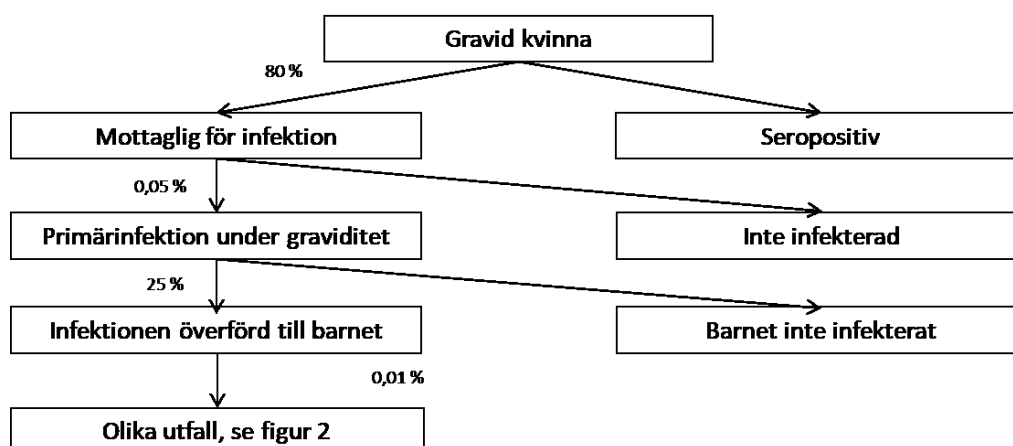 Gravid kvinna
80 %
Mottaglig för infektion
Seropositiv
0,05 %
Primärinfektion under graviditet
Inte infekterad
25 %
Infektionen överförd till barnet
Barnet inte infekterat
0,01 %
Olika utfall, se figur 2